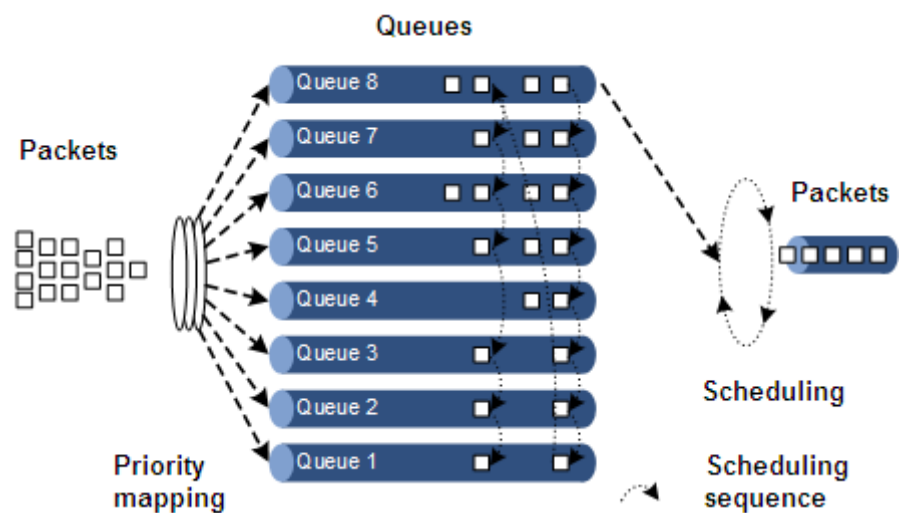 Queues
Packets
Queue 8
Queue 7
Queue 6
Queue 5
Queue 4
Queue 3
Queue 2
Queue 1
Priority
mapping
Packets
Scheduling
Scheduling
sequence